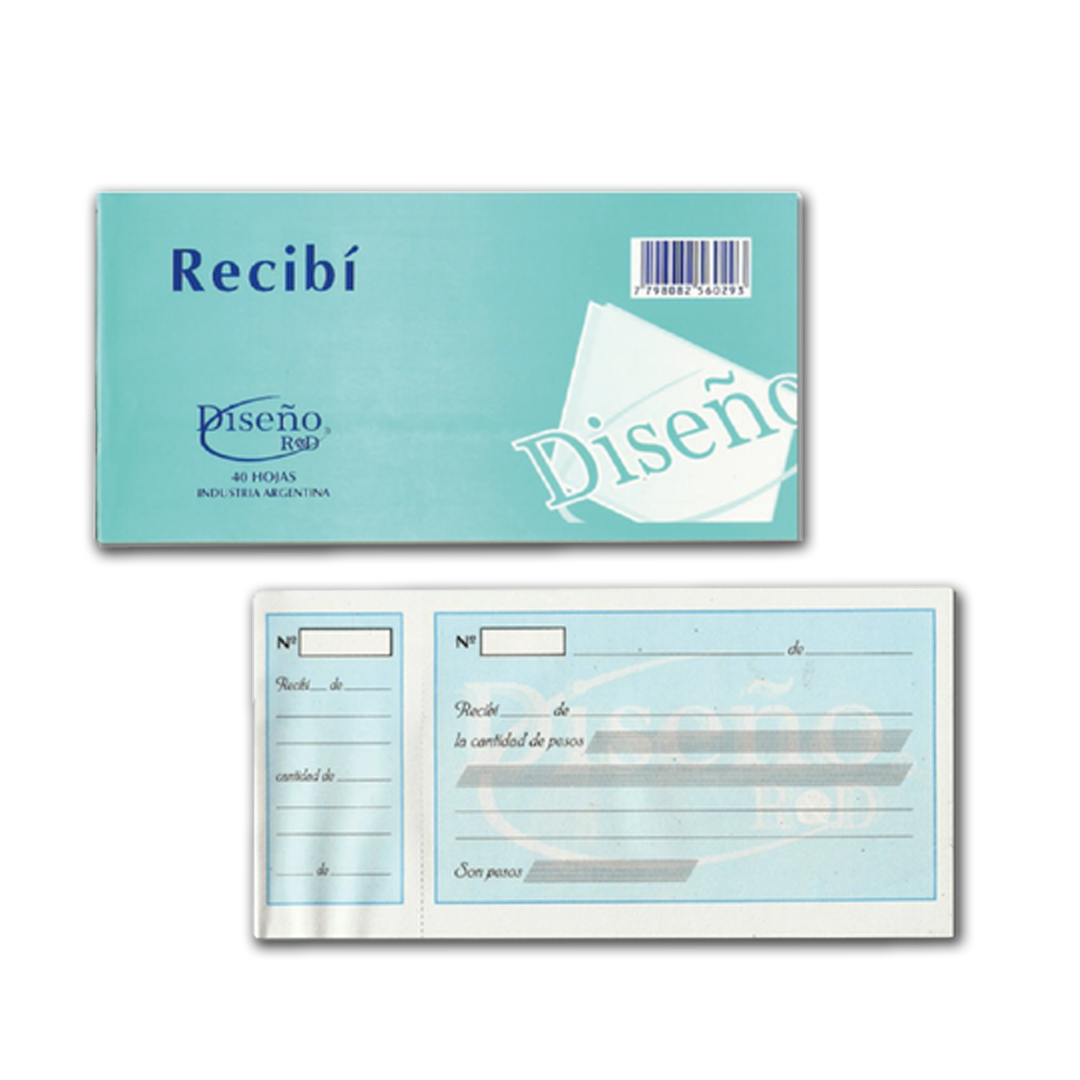 Recibí
7 798082 560293
Diseño
R&D
40 HOJAS
INDUSTRIA ARGENTINA
Diseño
Nº
Recibí de
cantidad de
de
Nº
de
Recibí de
la cantidad de pesos
Son pesos
Diseño
R&D